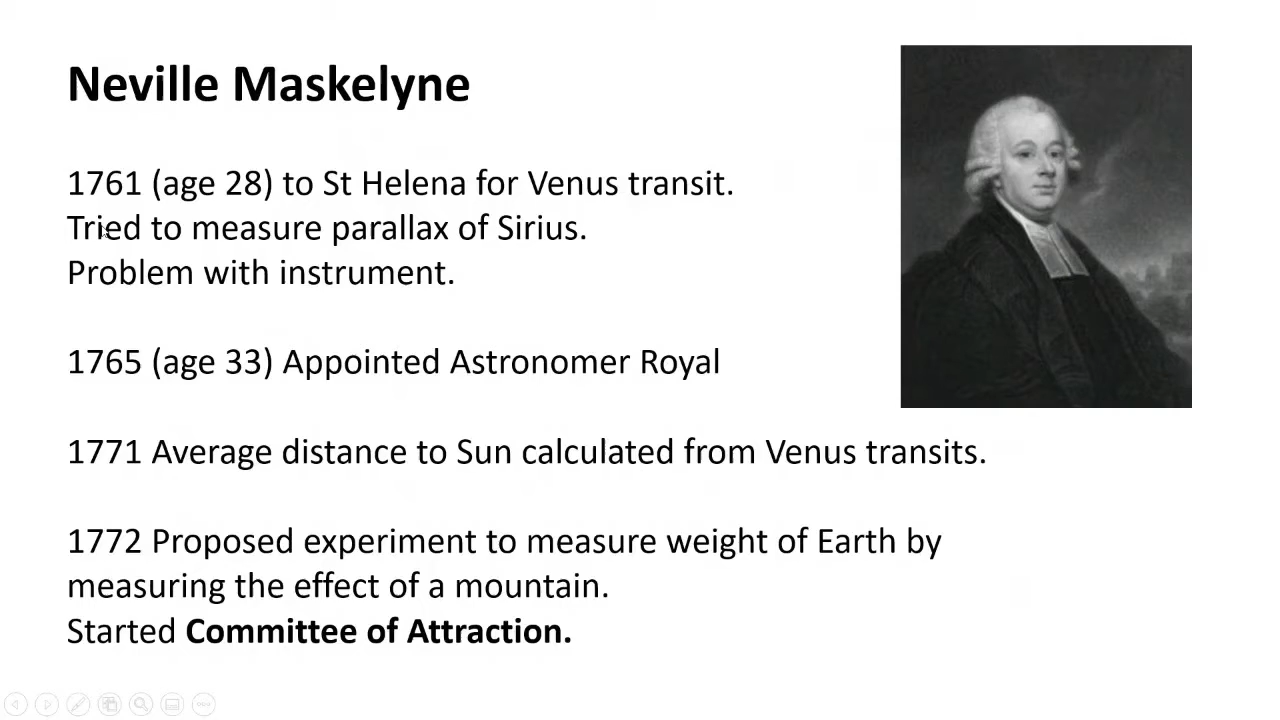 Neville Maskelyne
1761 (age 28) to St Helena for Venus transit.
Tried to measure parallax of Sirius.
Problem with instrument.
1765 (age 33) Appointed Astronomer Royal
1771 Average distance to Sun calculated from Venus transits.
1772 Proposed experiment to measure weight of Earth by
measuring the effect of a mountain.
Started Committee of Attraction.